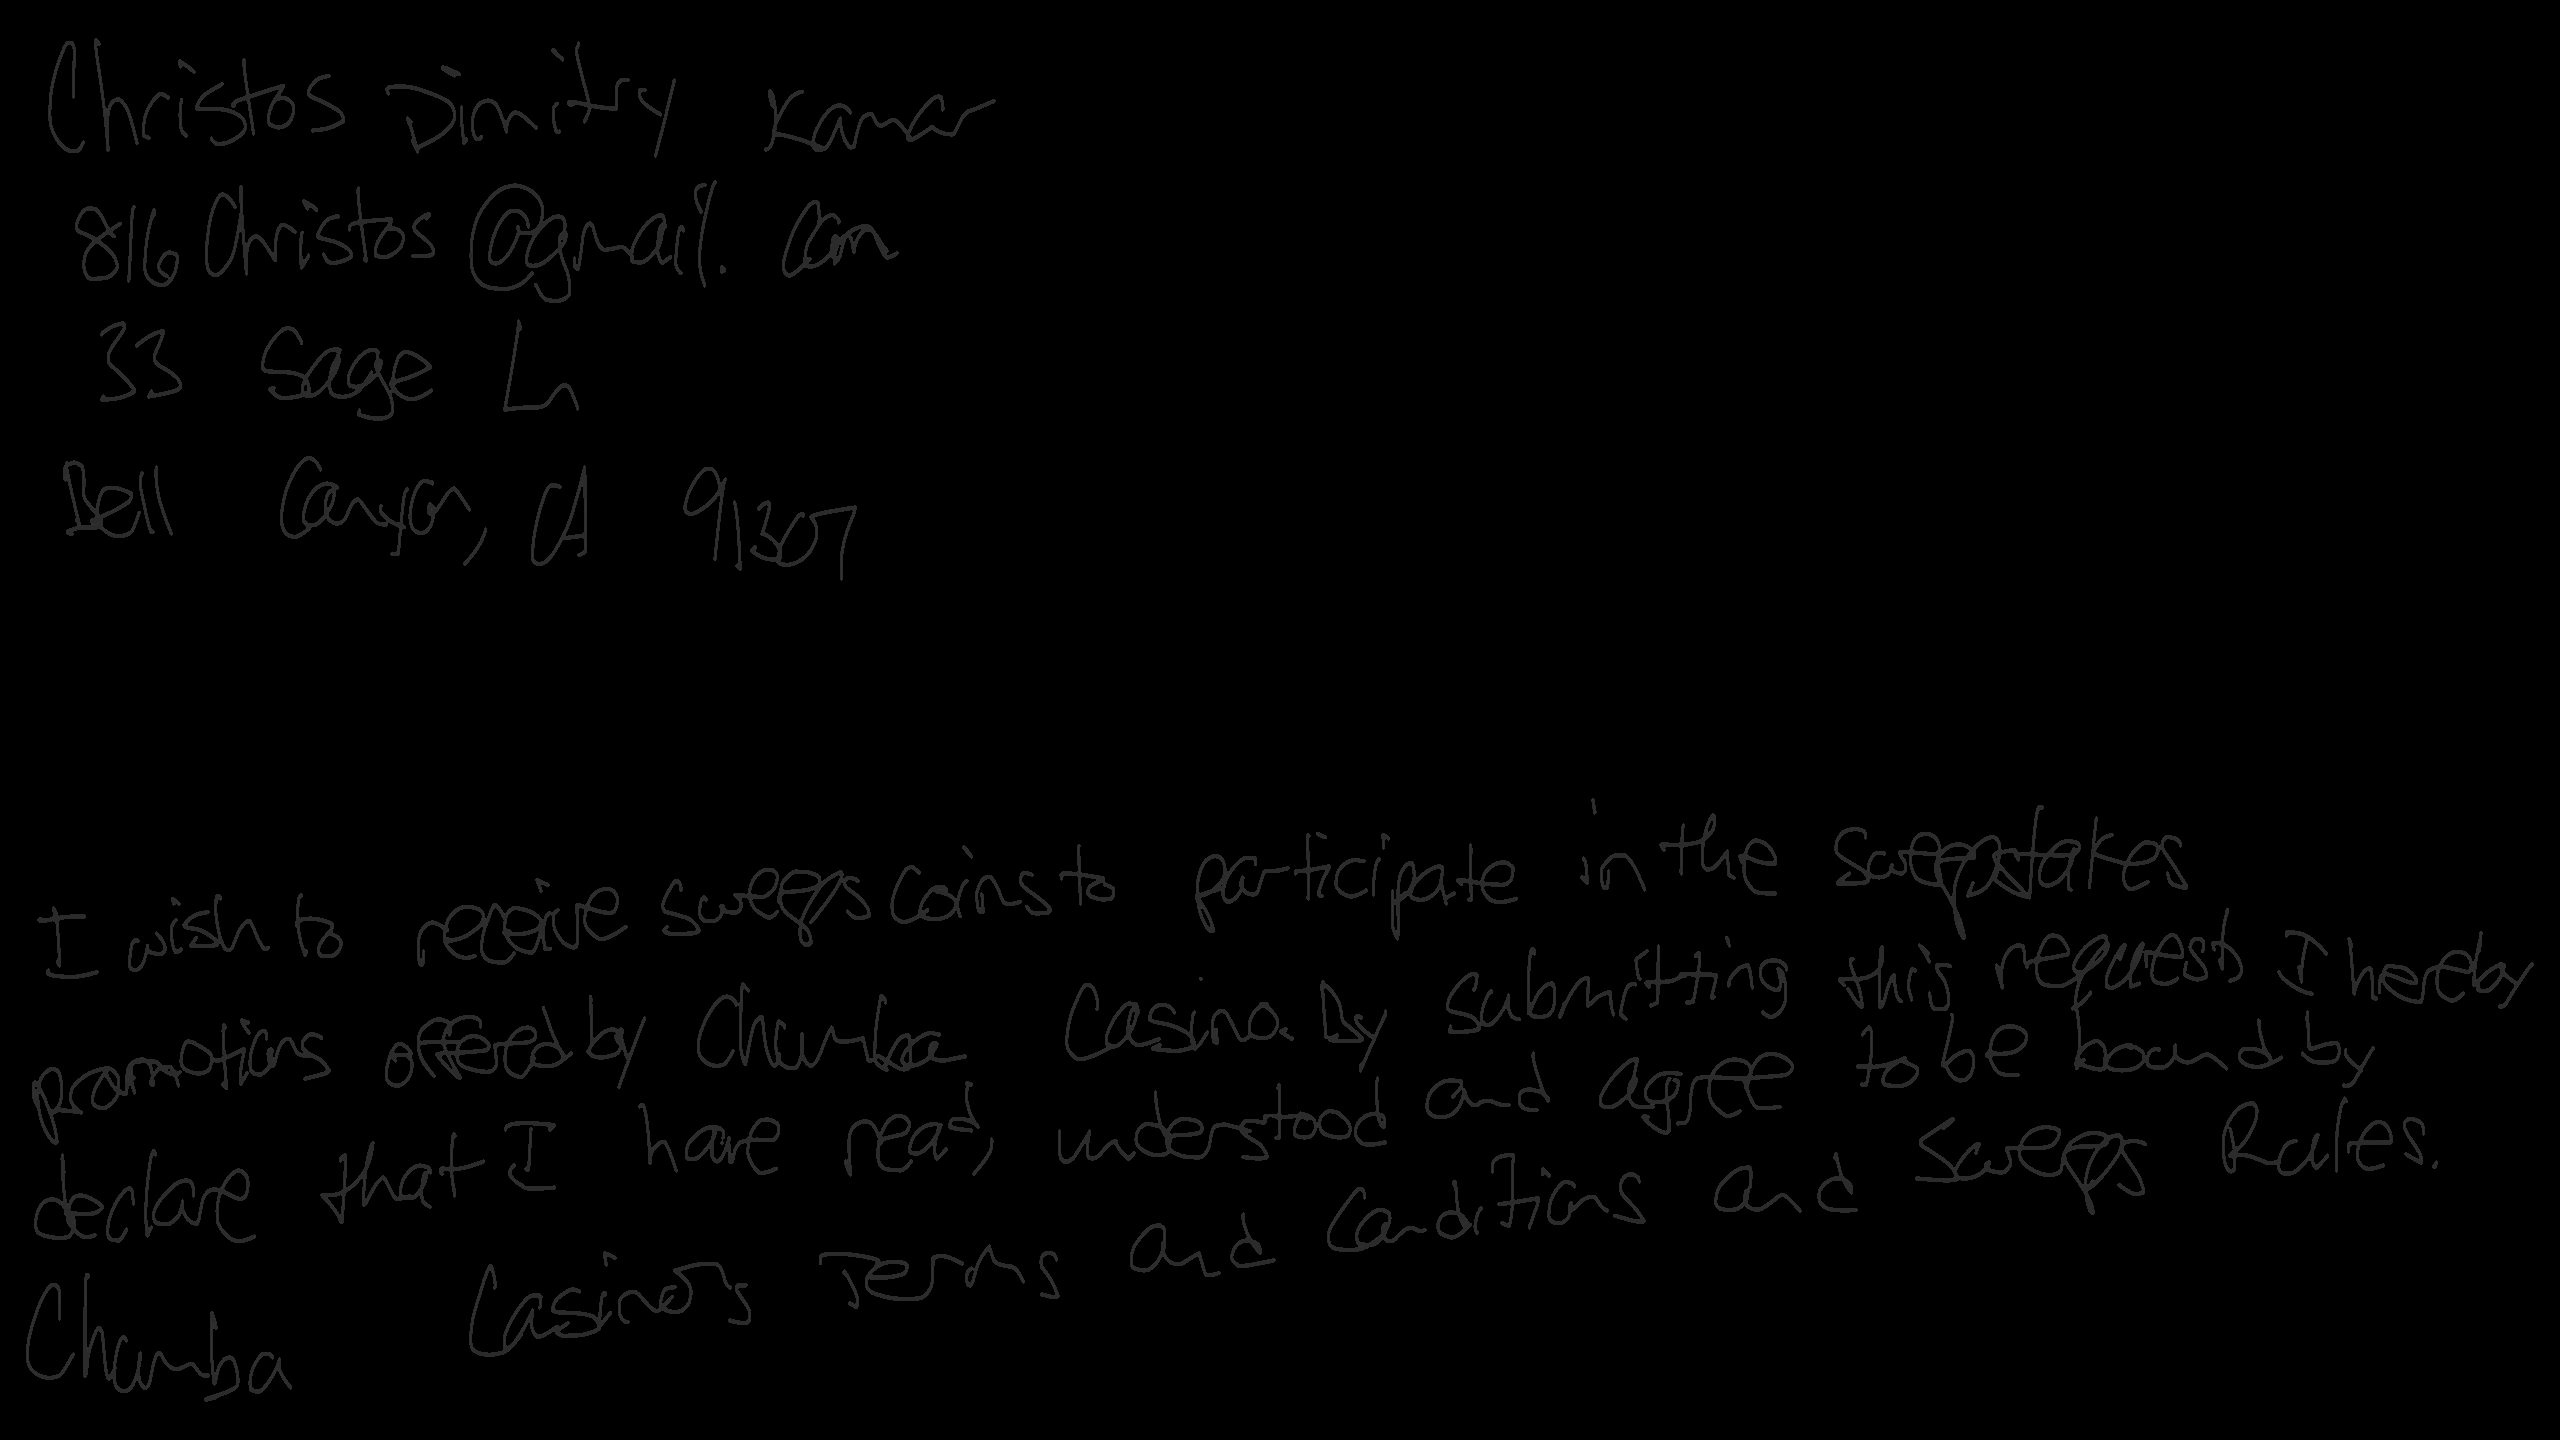 Christos Dimitry Kamar
816Christos@gmail.com
33 Sage Ln
Bell Canyon, CA 91307
I wish to receive sweeps coins to participate in the sweepstakes
promotions offered by Chumba Casino. By submitting this request, I hereby
declare that I have read, understood and agree to be bound by
Chumba Casino's Terms and Conditions and Sweeps Rules.